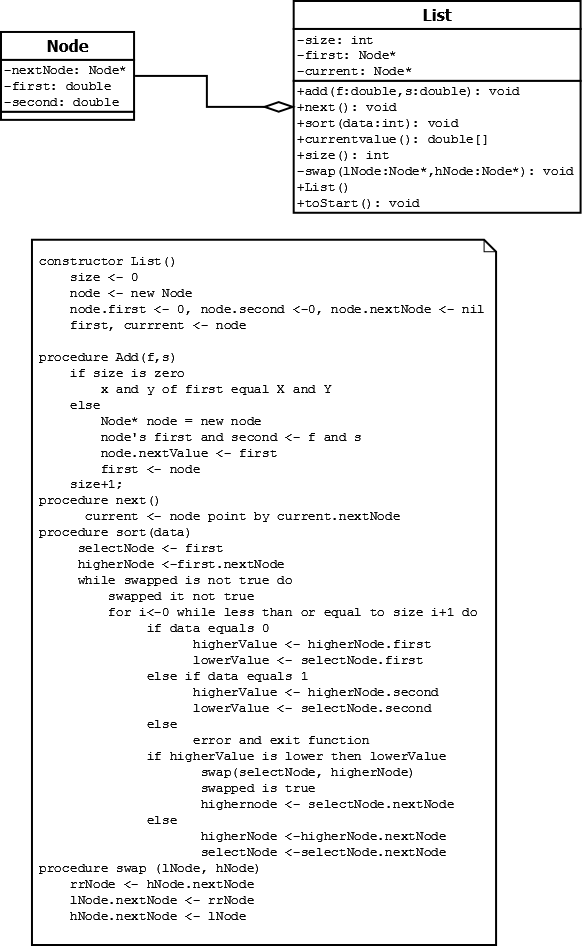 Node
-nextNode: Node*
-first: double
-second: double
List
-size: int
-first: Node*
-current: Node*
+add(f:double,s:double): void
+next(): void
+sort(data:int): void
+currentvalue(): double[]
+size(): int
-swap(lNode:Node*,hNode:Node*): void
+List()
+toStart(): void
constructor List()
size <- 0
node <- new Node
node.first <- 0, node.second <-0, node.nextNode <- nil
first, currrent <- node
procedure Add(f,s)
if size is zero
x and y of first equal X and Y
else
Node* node = new node
node's first and second <- f and s
node.nextValue <- first
first <- node
size+1;
procedure next()
current <- node point by current.nextNode
procedure sort(data)
selectNode <- first
higherNode <-first.nextNode
while swapped is not true do
swapped it not true
for i<-0 while less than or equal to size i+1 do
if data equals 0
higherValue <- higherNode.first
lowerValue <- selectNode.first
else if data equals 1
higherValue <- higherNode.second
lowerValue <- selectNode.second
else
error and exit function
if higherValue is lower then lowerValue
swap(selectNode, higherNode)
swapped is true
highernode <- selectNode.nextNode
else
higherNode <-higherNode.nextNode
selectNode <-selectNode.nextNode
procedure swap (lNode, hNode)
rrNode <- hNode.nextNode
lNode.nextNode <- rrNode
hNode.nextNode <- lNode